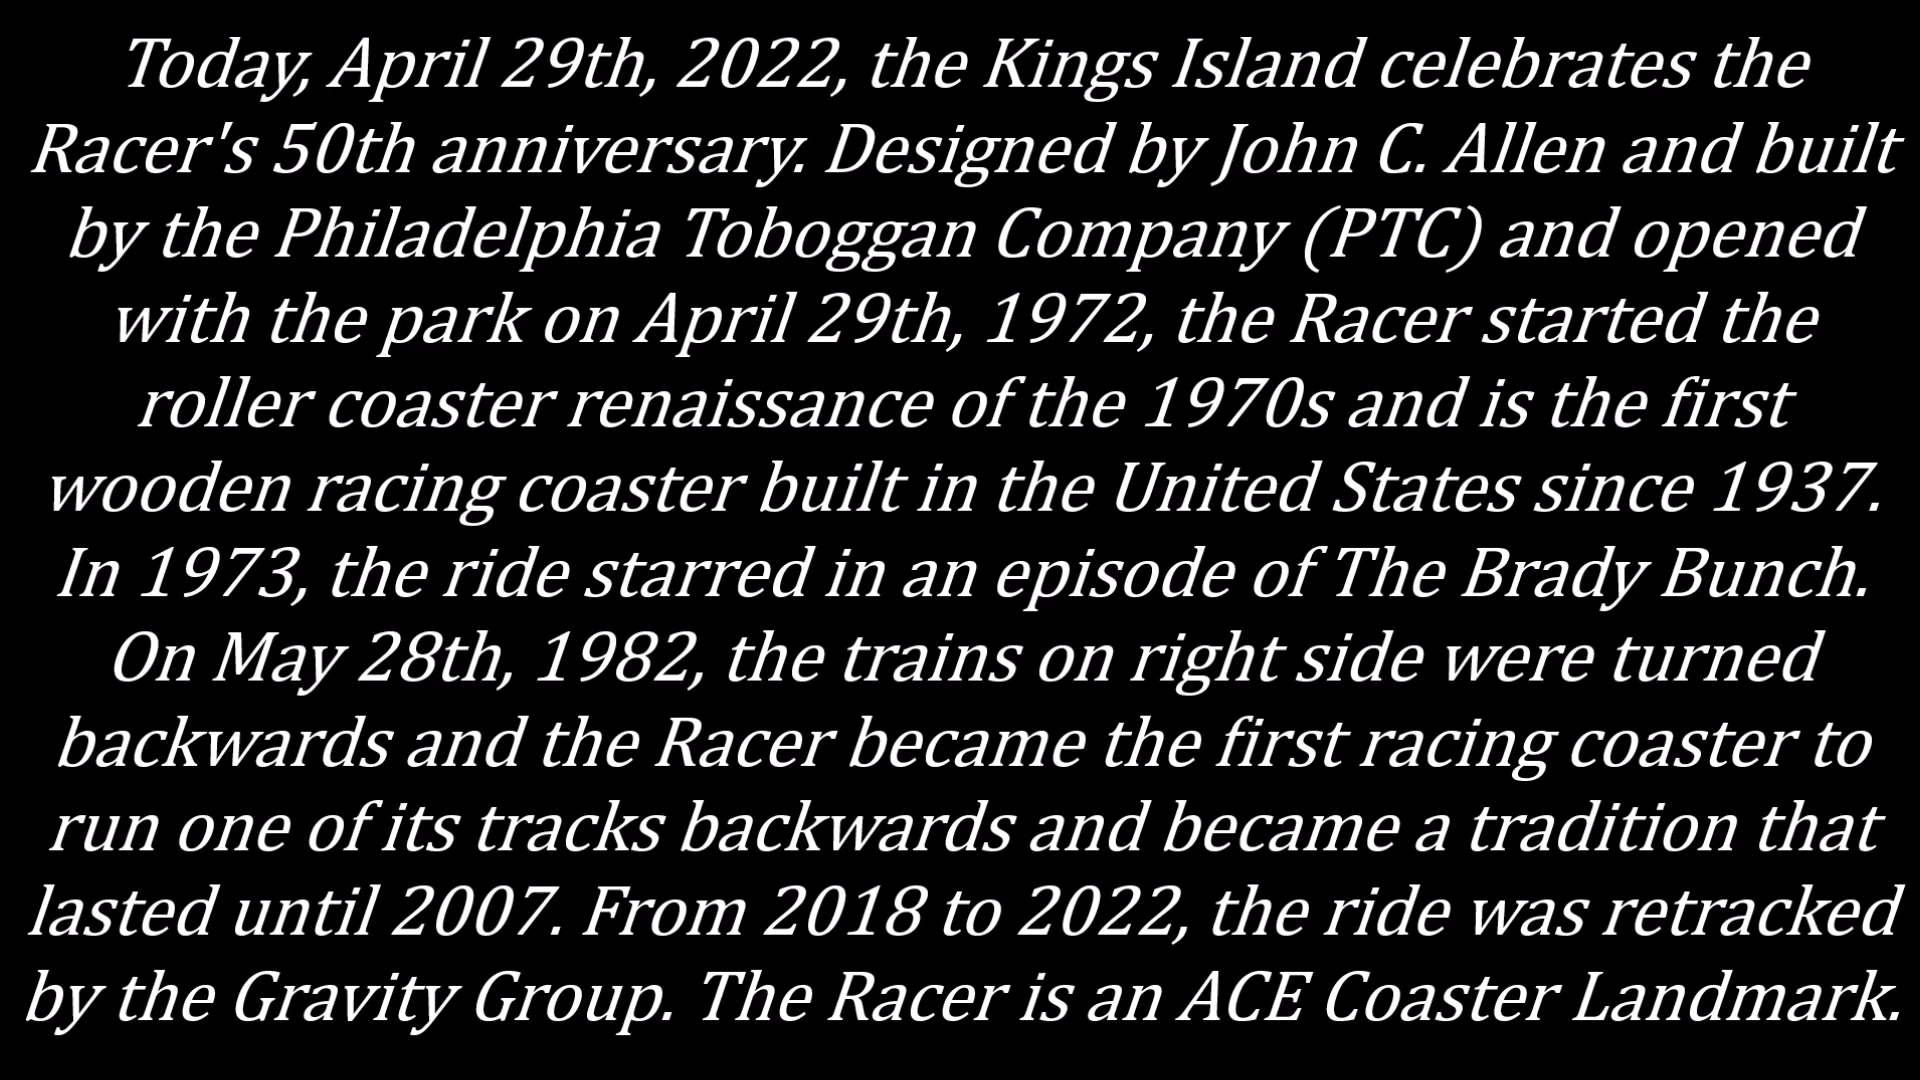 Today, April 29th, 2022, the Kings Island celebrates the
Racer's 50th anniversary. Designed by John C. Allen and built
by the Philadelphia Toboggan Company (PTC) and opened
with the park on April 29th, 1972, the Racer started the
roller coaster renaissance of the 1970s and is the first
wooden racing coaster built in the United States since 1937.
In 1973, the ride starred in an episode of The Brady Bunch.
On May 28th, 1982, the trains on right side were turned
backwards and the Racer became the first racing coaster to
run one of its tracks backwards and became a tradition that
lasted until 2007. From 2018 to 2022, the ride was retracked
by the Gravity Group. The Racer is an ACE Coaster Landmark.